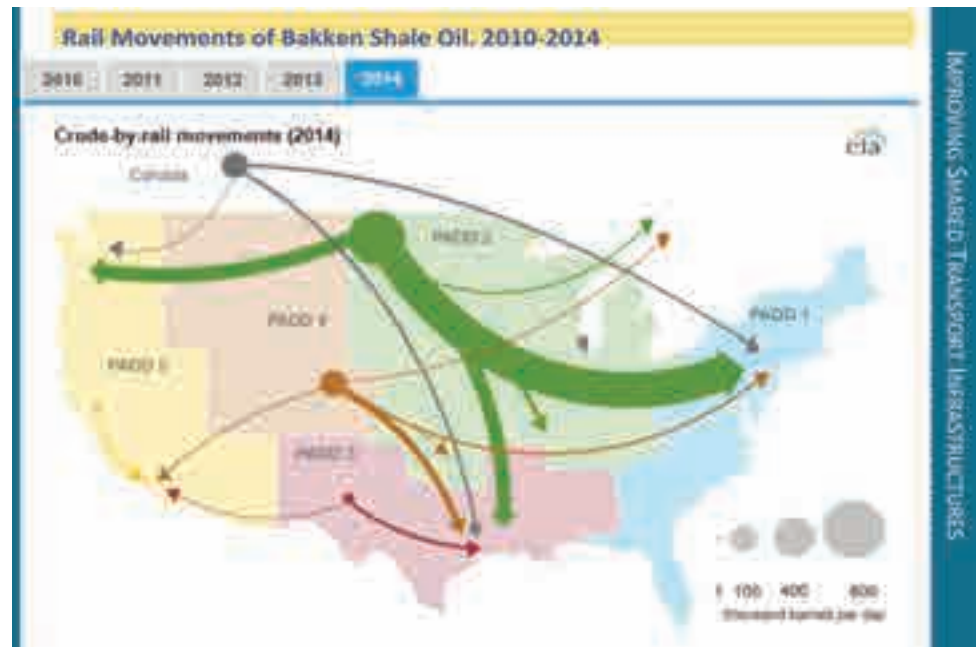 Rail Movements of Bakken Shale Oil, 2010-2014
2010 2011 2012 2013 2014
Crude-by-rail movements (2014)
eia
Canada
PADD 2
PADD 4
PADD 1
PADD 5
PADD 3
100 400 800
thousand barrels per day
IMPROVING SHARED TRANSPORT INFRASTRUCTURES